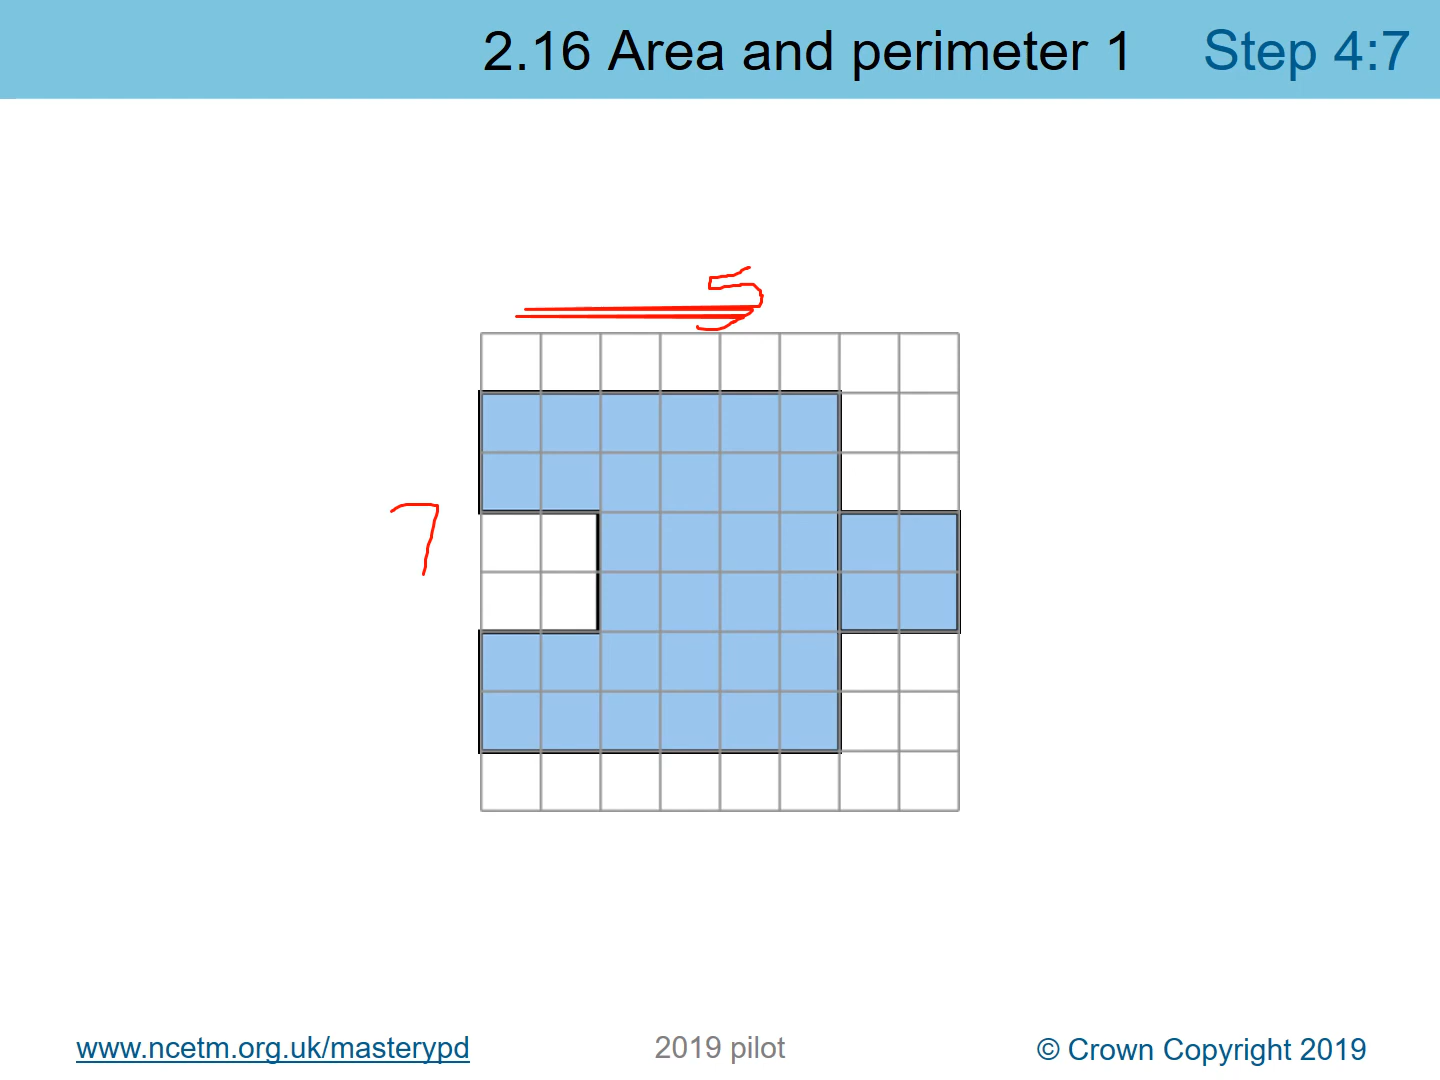 2.16 Area and perimeter 1 Step 4:7
5
7
www.ncetm.org.uk/masterypd 2019 pilot © Crown Copyright 2019